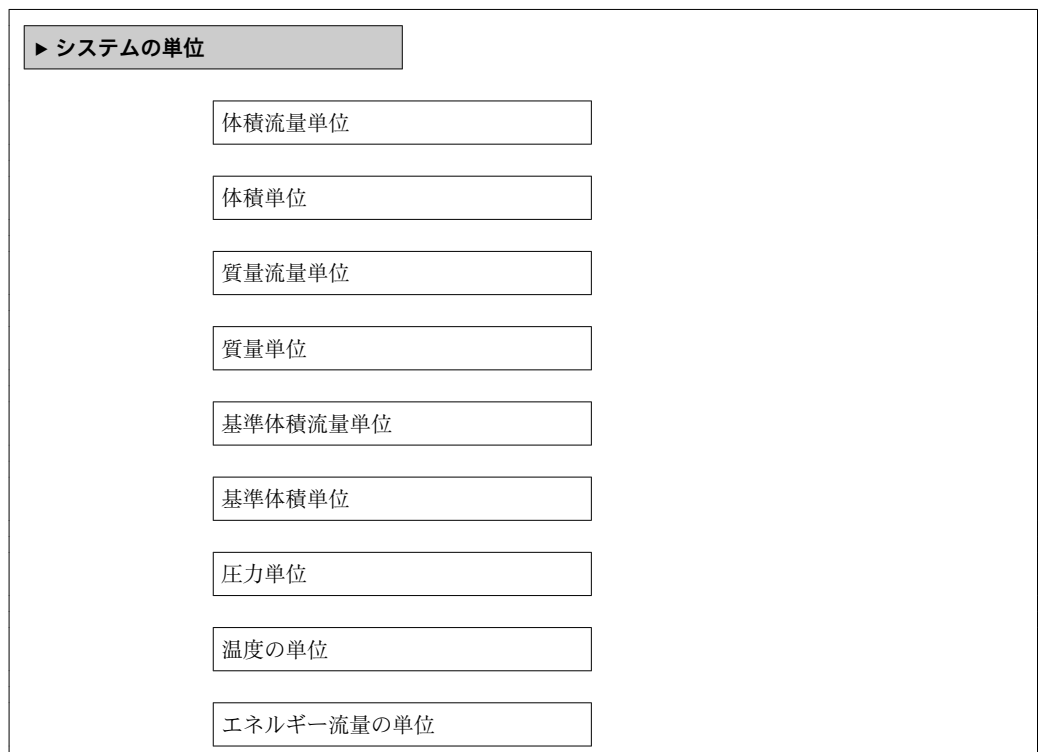 ▶ システムの単位
体積流量単位
体積単位
質量流量単位
質量単位
基準体積流量単位
基準体積単位
圧力単位
温度の単位
エネルギー流量の単位